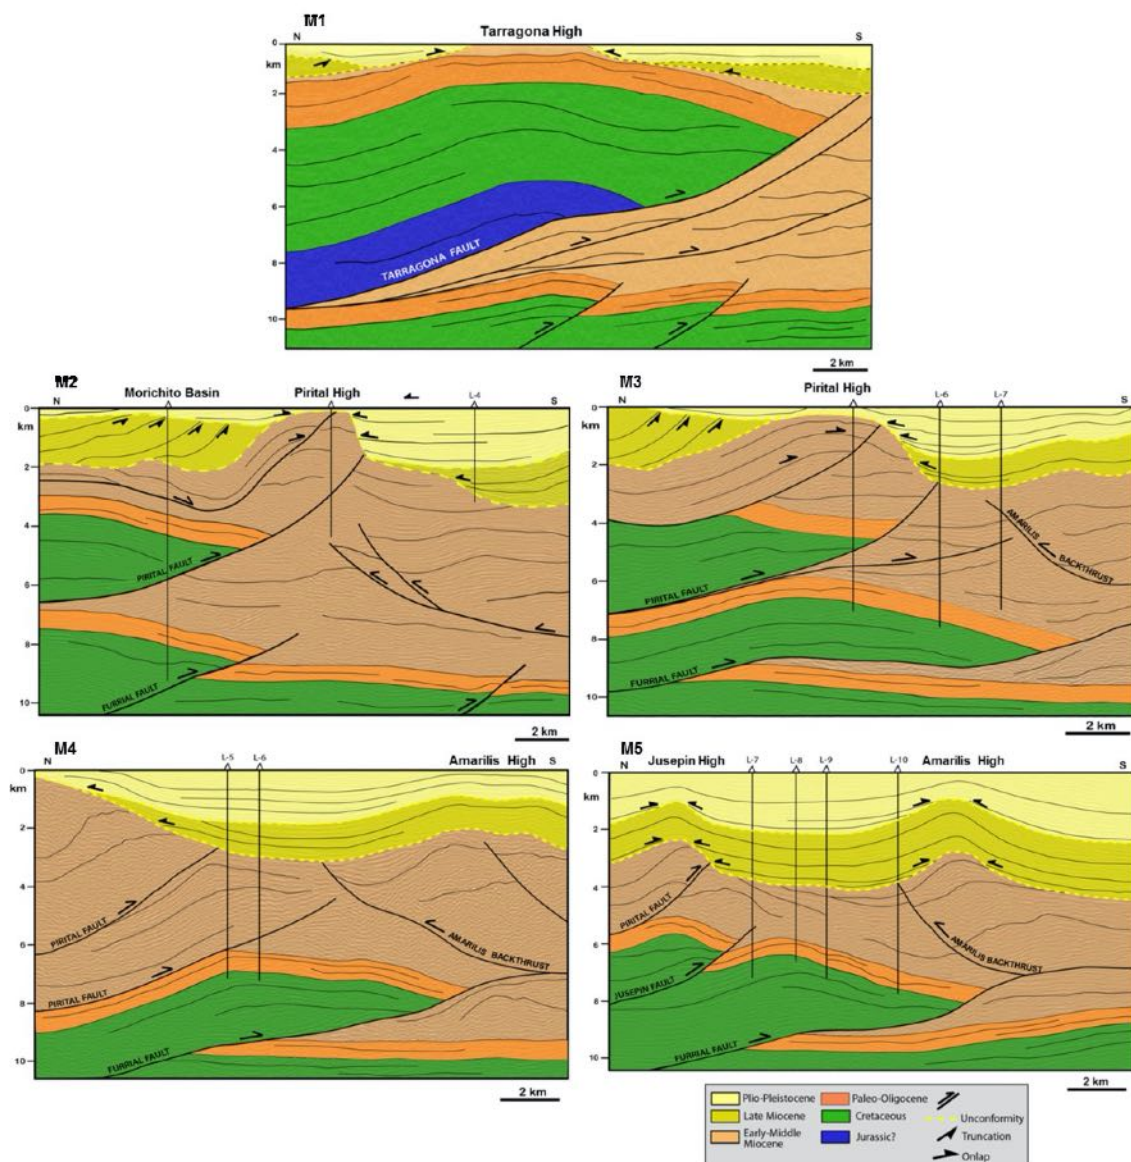 M1
N
Tarragona High
S
0
km
2
4
6
8
10
TARRAGONA FAULT
2 km
M2
N
Morichito Basin
Pirital High
L-4
S
0
km
2
4
6
8
10
PIRITAL FAULT
FURRIAL FAULT
2 km
M3
N
Pirital High
L-6
L-7
S
0
km
2
4
6
8
10
AMARILIS
BACKTHRUST
PIRITAL FAULT
FURRIAL FAULT
2 km
M4
N
L-5
L-6
Amarilis High
S
0
km
2
4
6
8
10
PIRITAL FAULT
AMARILIS BACKTHRUST
PIRITAL FAULT
FURRIAL FAULT
2 km
M5
N
Jusepin High
L-7
L-8
L-9
L-10
Amarilis High
S
0
km
2
4
6
8
10
PIRITAL FAULT
JUSEPIN FAULT
AMARILIS BACKTHRUST
FURRIAL FAULT
2 km
Plio-Pleistocene
Late Miocene
Early-Middle
Miocene
Paleo-Oligocene
Cretaceous
Jurassic?
Unconformity
Truncation
Onlap